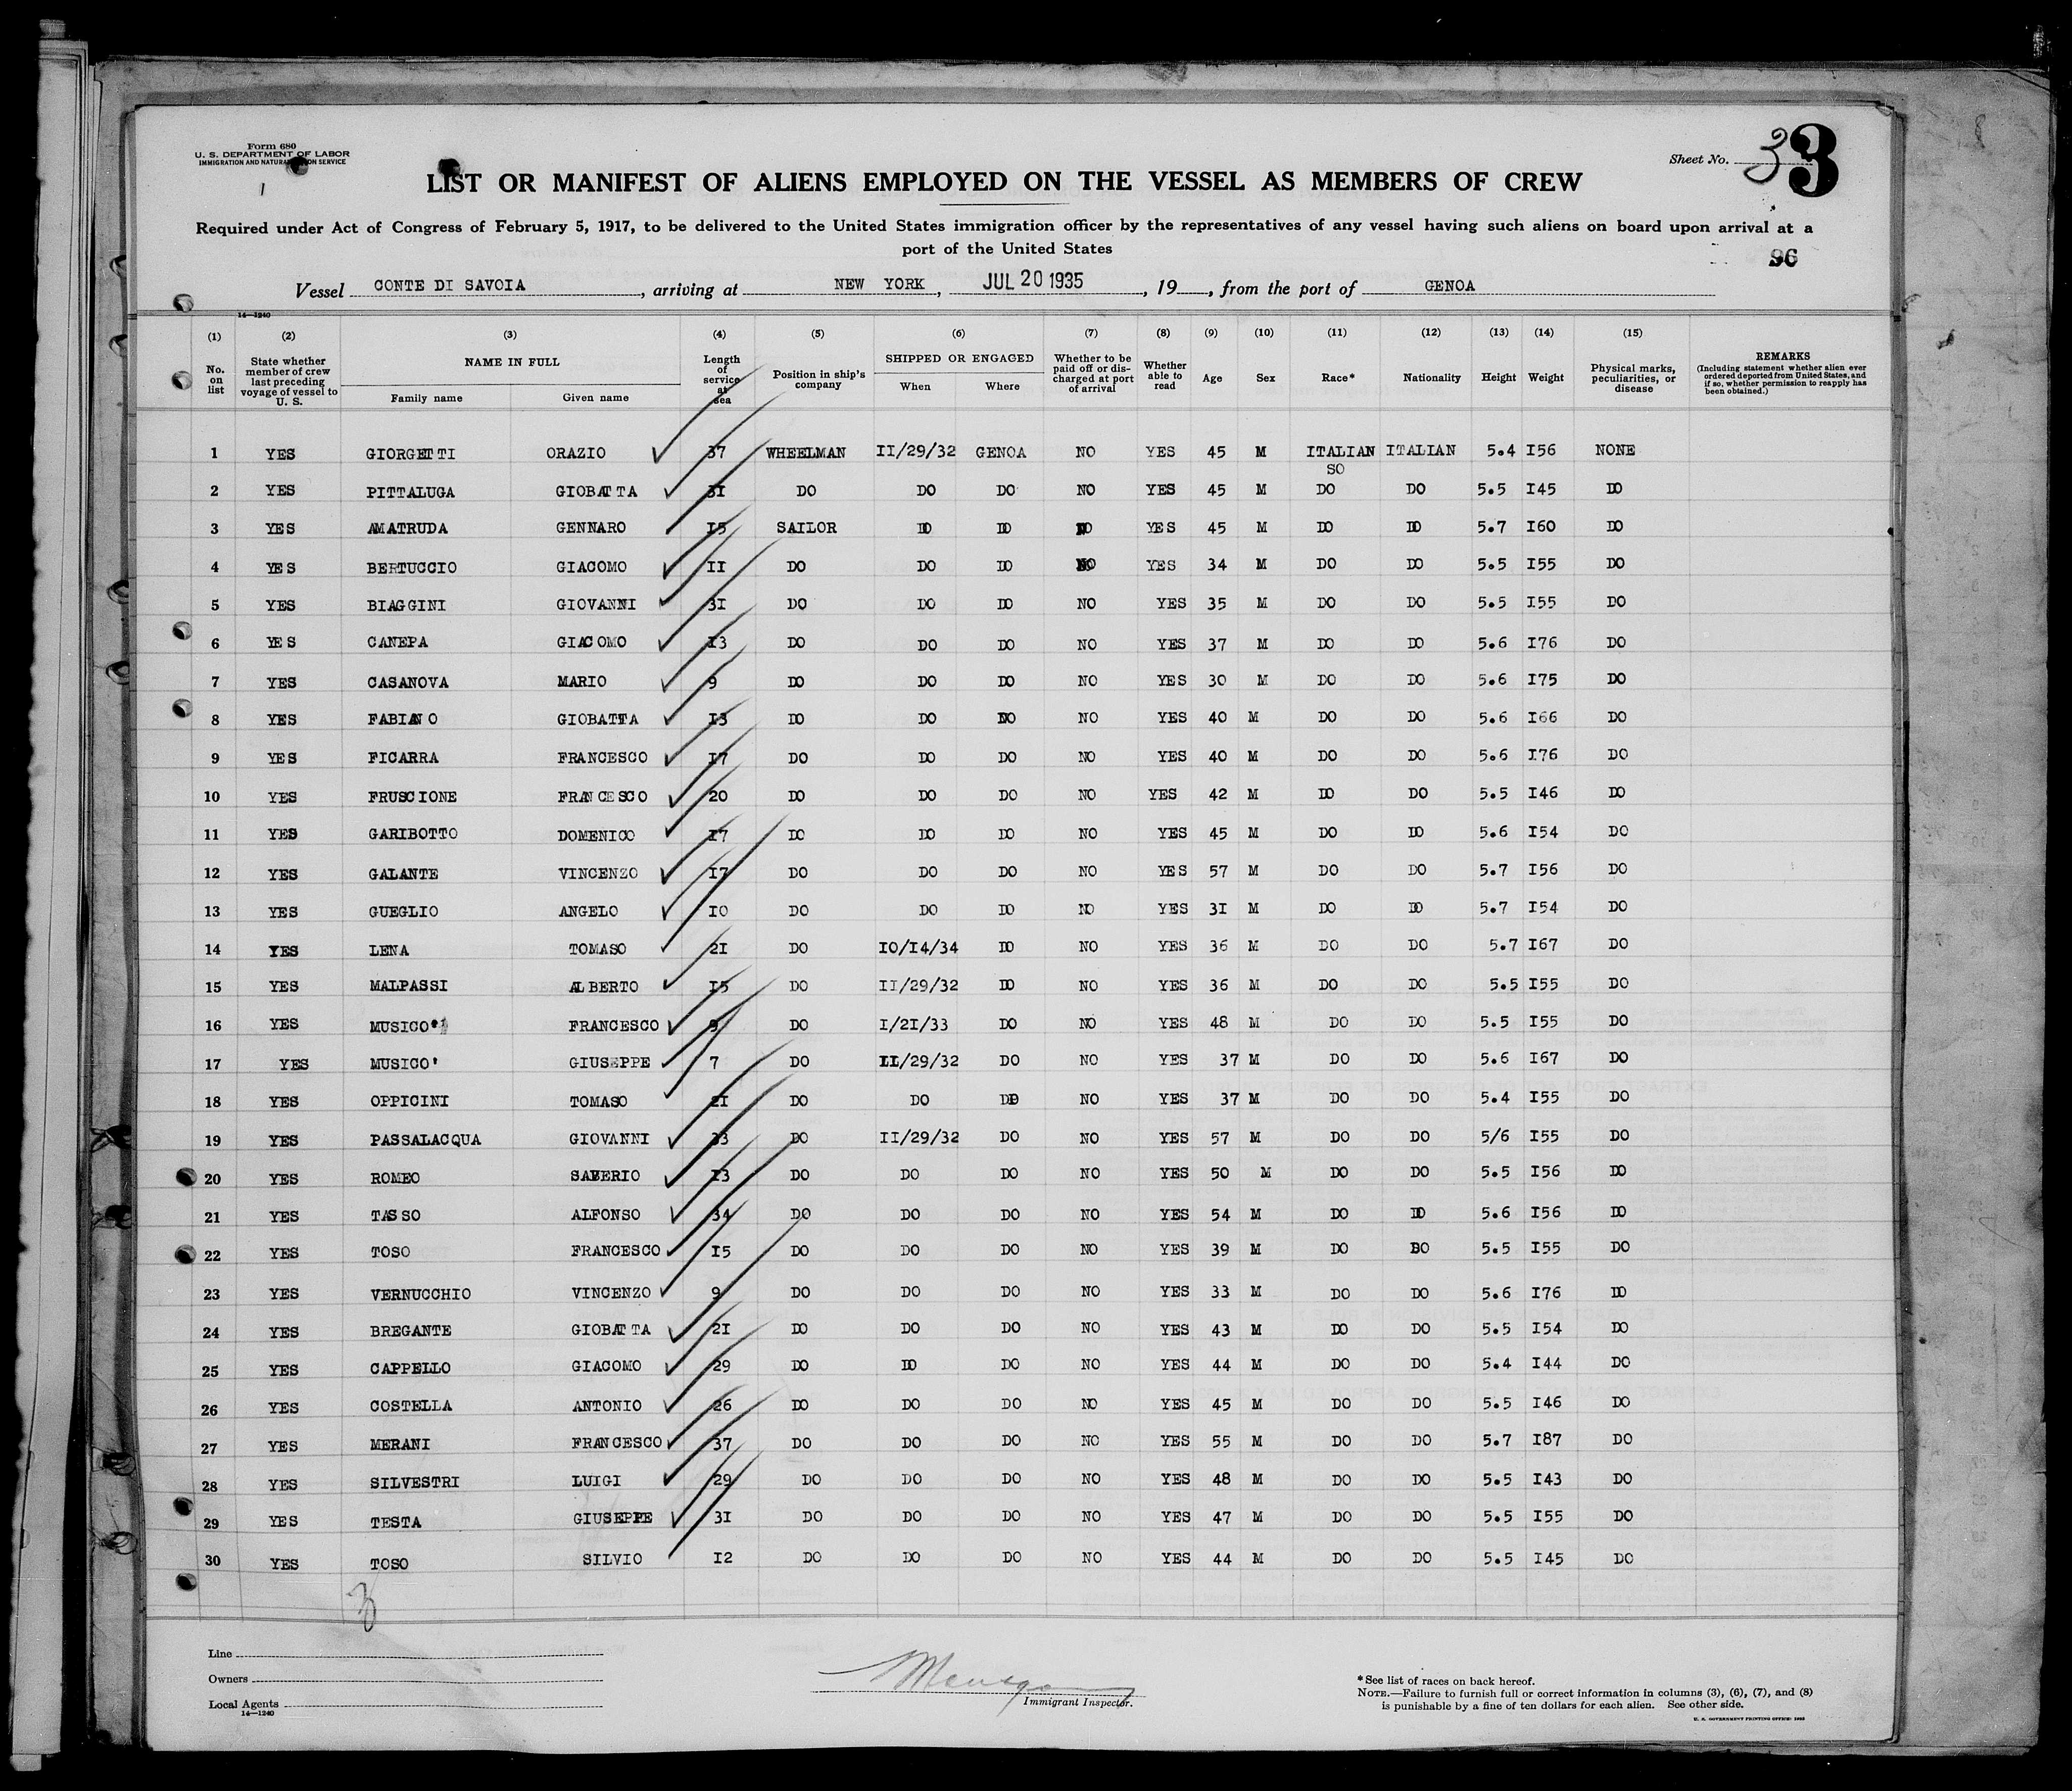 Form 680
U. S. DEPARTMENT OF LABOR
IMMIGRATION AND NATURALIZATION SERVICE
Sheet No. 3 3
LIST OR MANIFEST OF ALIENS EMPLOYED ON THE VESSEL AS MEMBERS OF CREW
Required under Act of Congress of February 5, 1917, to be delivered to the United States immigration officer by the representatives of any vessel having such aliens on board upon arrival at a
port of the United States
96
Vessel CONTE DI SAVOIA, arriving at NEW YORK, JUL 20 1935, 19, from the port of GENOA
14—1240
(1) (2) (3) (4) (5) (6) (7) (8) (9) (10) (11) (12) (13) (14) (15)
No. on list State whether member of crew last preceding voyage of vessel to U. S. NAME IN FULL Family name Given name Length of service at sea Position in ship's company SHIPPED OR ENGAGED When Where Whether to be paid off or discharged at port of arrival Whether able to read Age Sex Race* Nationality Height Weight Physical marks, peculiarities, or disease REMARKS (Including statement whether alien ever ordered deported from United States, and if so, whether permission to reapply has been obtained.)
1 YES GIORGETTI ORAZIO 37 WHEELMAN II/29/32 GENOA NO YES 45 M ITALIAN ITALIAN 5.4 I56 NONE
SO
2 YES PITTALUGA GIOBATTA 3I DO DO DO NO YES 45 M DO DO 5.5 I45 DO
3 YES AMATRUDA GENNARO I5 SAILOR DO DO NO YES 45 M DO DO 5.7 I60 DO
4 YES BERTUCCIO GIACOMO II DO DO DO NO YES 34 M DO DO 5.5 I55 DO
5 YES BIAGGINI GIOVANNI 3I DO DO DO NO YES 35 M DO DO 5.5 I55 DO
6 YES CANEPA GIACOMO I3 DO DO DO NO YES 37 M DO DO 5.6 I76 DO
7 YES CASANOVA MARIO 9 DO DO DO NO YES 30 M DO DO 5.6 I75 DO
8 YES FABIANO GIOBATTA I3 DO DO DO NO YES 40 M DO DO 5.6 I66 DO
9 YES FICARRA FRANCESCO I7 DO DO DO NO YES 40 M DO DO 5.6 I76 DO
10 YES FRUSCIONE FRANCESCO 20 DO DO DO NO YES 42 M DO DO 5.5 I46 DO
11 YES GARIBOTTO DOMENICO I7 DO DO DO NO YES 45 M DO DO 5.6 I54 DO
12 YES GALANTE VINCENZO I7 DO DO DO NO YES 57 M DO DO 5.7 I56 DO
13 YES GUEGLIO ANGELO IO DO DO DO NO YES 3I M DO DO 5.7 I54 DO
14 YES LENA TOMASO 2I DO IO/I4/34 DO NO YES 36 M DO DO 5.7 I67 DO
15 YES MALPASSI ALBERTO I5 DO II/29/32 DO NO YES 36 M DO DO 5.5 I55 DO
16 YES MUSICO' FRANCESCO 9 DO I/2I/33 DO NO YES 48 M DO DO 5.5 I55 DO
17 YES MUSICO' GIUSEPPE 7 DO II/29/32 DO NO YES 37 M DO DO 5.6 I67 DO
18 YES OPPICINI TOMASO 2I DO DO DO NO YES 37 M DO DO 5.4 I55 DO
19 YES PASSALACQUA GIOVANNI 33 DO II/29/32 DO NO YES 57 M DO DO 5/6 I55 DO
20 YES ROMEO SAVERIO I3 DO DO DO NO YES 50 M DO DO 5.5 I56 DO
21 YES TASSO ALFONSO 34 DO DO DO NO YES 54 M DO DO 5.6 I56 DO
22 YES TOSO FRANCESCO I5 DO DO DO NO YES 39 M DO DO 5.5 I55 DO
23 YES VERNUCCHIO VINCENZO 9 DO DO DO NO YES 33 M DO DO 5.6 I76 DO
24 YES BREGANTE GIOBATTA 2I DO DO DO NO YES 43 M DO DO 5.5 I54 DO
25 YES CAPPELLO GIACOMO 29 DO DO DO NO YES 44 M DO DO 5.4 I44 DO
26 YES COSTELLA ANTONIO 26 DO DO DO NO YES 45 M DO DO 5.5 I46 DO
27 YES MERANI FRANCESCO 37 DO DO DO NO YES 55 M DO DO 5.7 I87 DO
28 YES SILVESTRI LUIGI 29 DO DO DO NO YES 48 M DO DO 5.5 I43 DO
29 YES TESTA GIUSEPPE 3I DO DO DO NO YES 47 M DO DO 5.5 I55 DO
30 YES TOSO SILVIO I2 DO DO DO NO YES 44 M DO DO 5.5 I45 DO
3
Line
Owners
Local Agents
14—1240
Immigrant Inspector.
*See list of races on back hereof.
NOTE.—Failure to furnish full or correct information in columns (3), (6), (7), and (8)
is punishable by a fine of ten dollars for each alien. See other side.